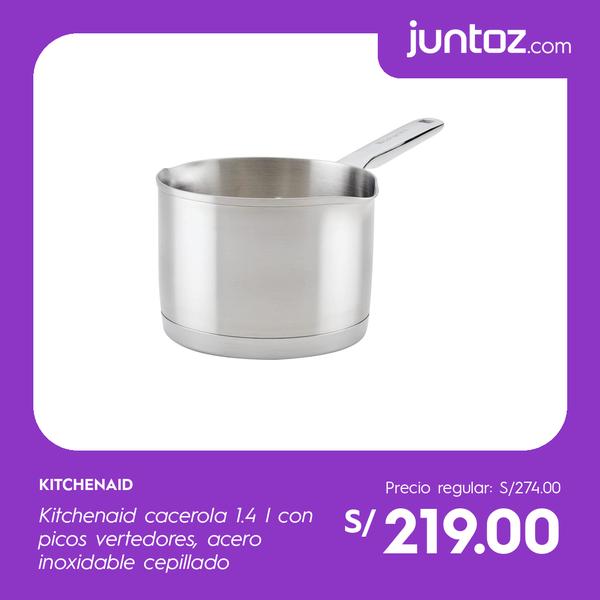 juntoz.com
KITCHENAID
Kitchenaid cacerola 1.4 l con
picos vertedores, acero
inoxidable cepillado
Precio regular: S/274.00
S/219.00